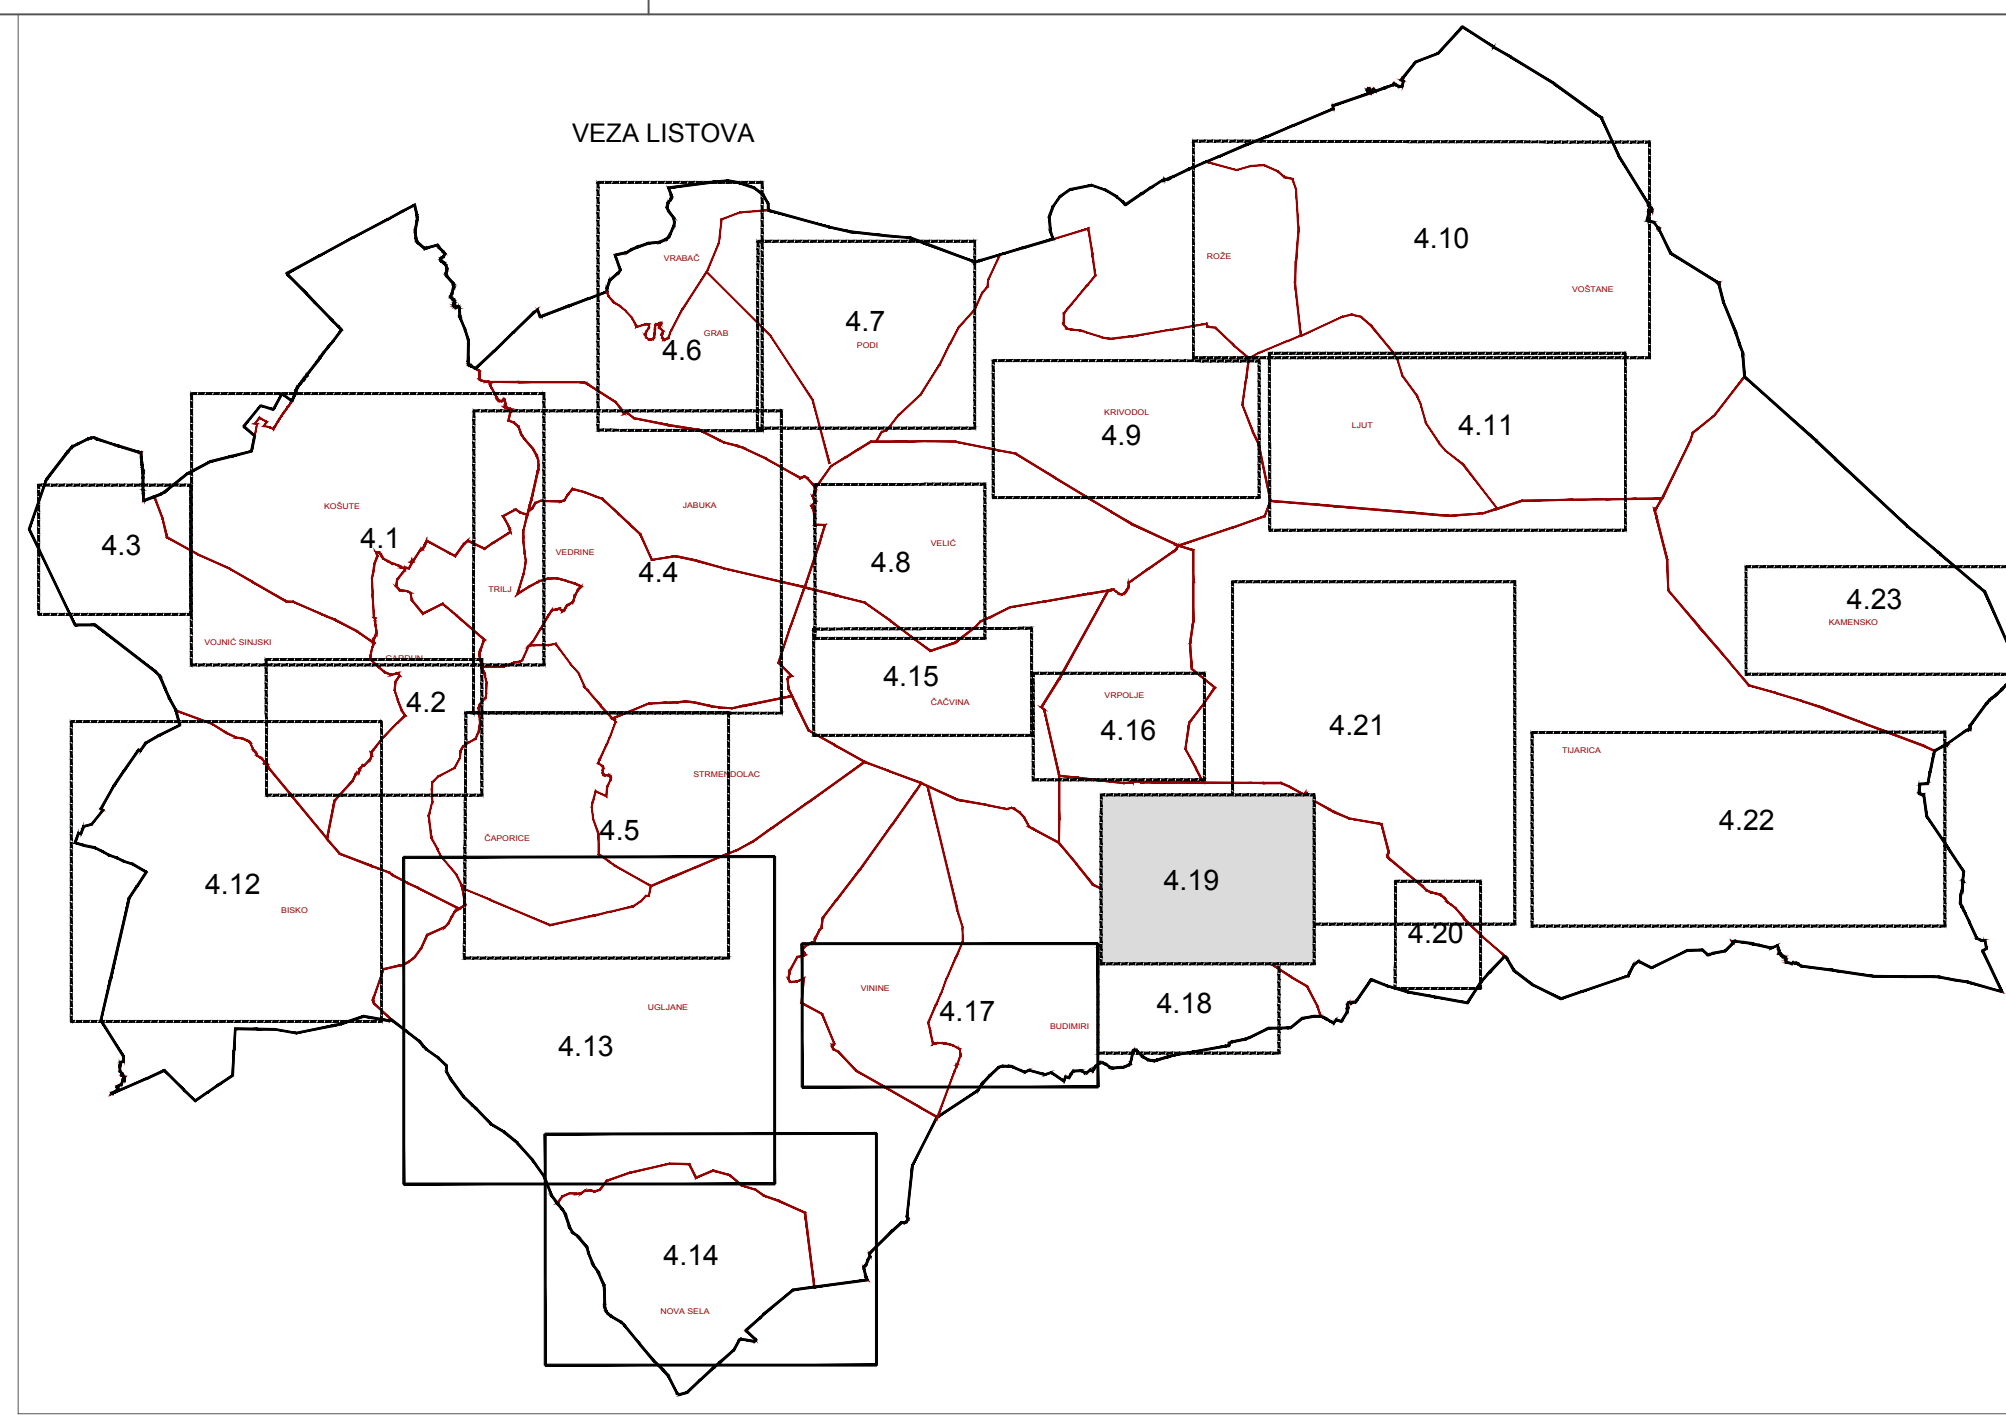 VEZA LISTOVA
4.10
ROŽE
VOŠTANE
VRABAČ
GRAB
4.6
4.7
PODI
KRIVODOL
4.9
LJUT
4.11
KOŠUTE
4.1
4.3
JABUKA
VEDRINE
4.4
TRILJ
VELIĆ
4.8
4.23
KAMENSKO
VOJNIĆ SINJSKI
GARDUN
4.2
4.15
ČAČVINA
VRPOLJE
4.16
4.21
TIJARICA
4.22
STRMENDOLAC
ČAPORICE
4.5
4.12
BISKO
4.19
4.20
VININE
4.17
BUDIMIRI
4.18
UGLJANE
4.13
4.14
NOVA SELA